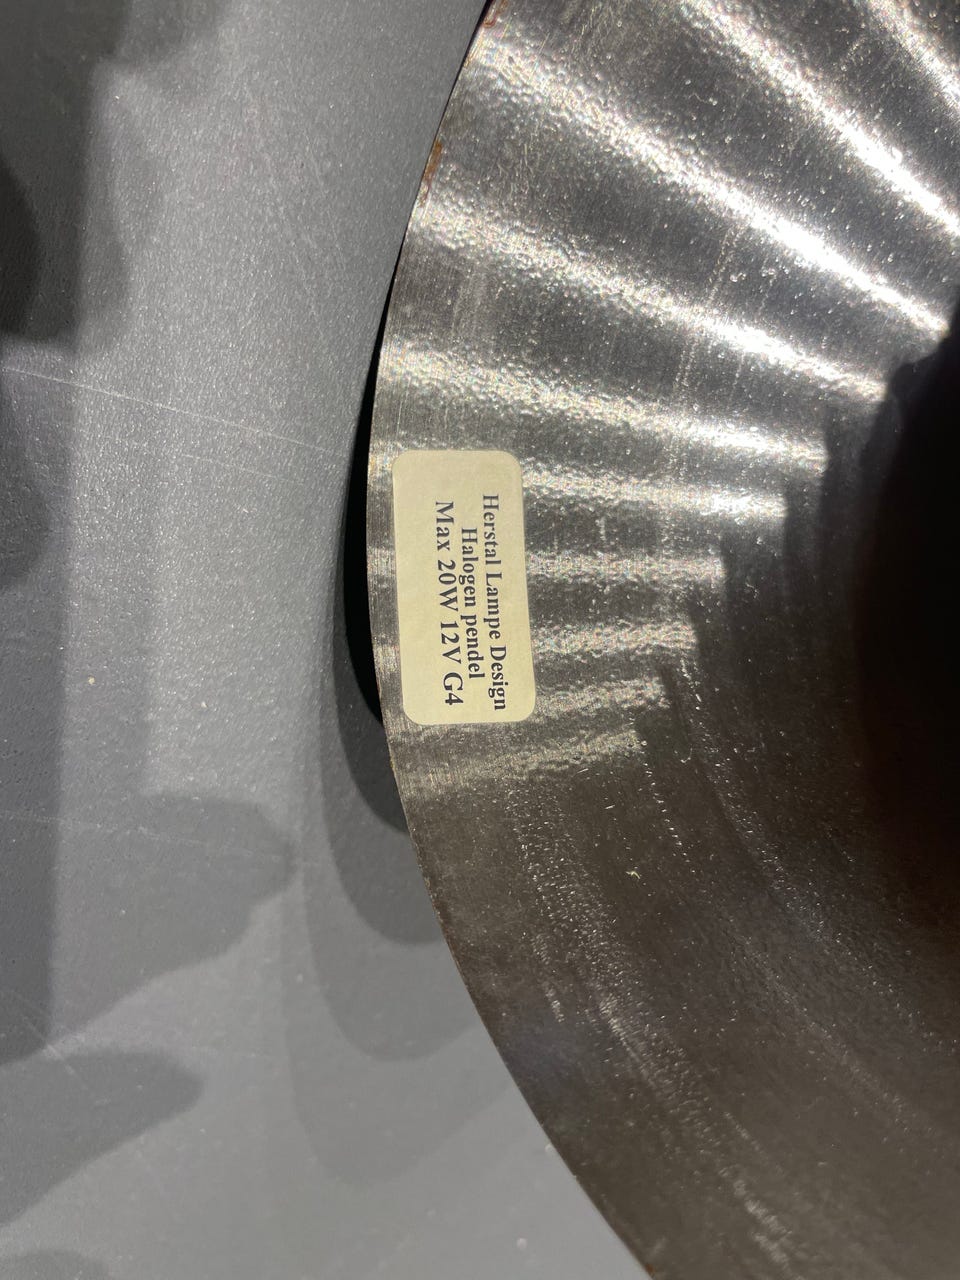 Herstal Lampe Design
Halogen pendel
Max 20W 12V G4